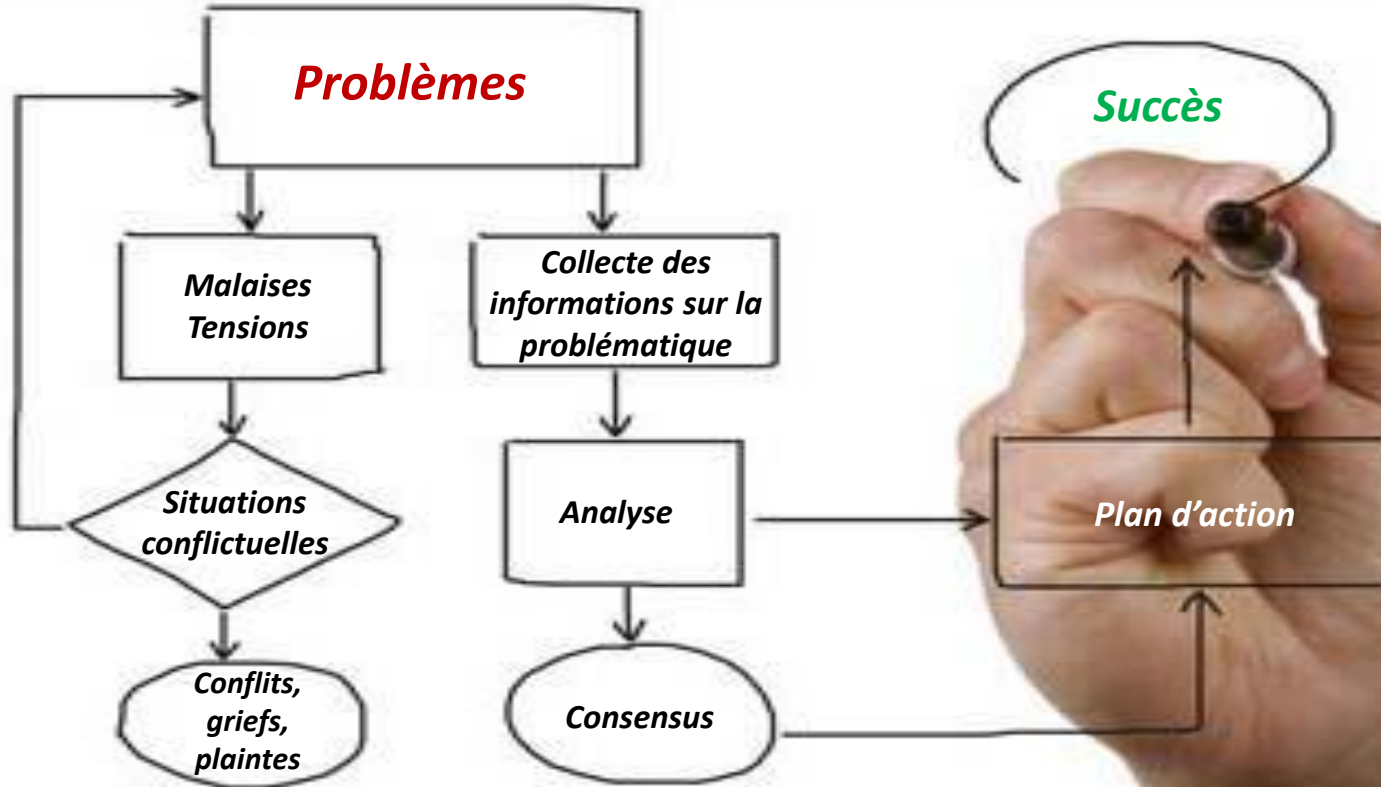 Problèmes
Succès
Malaises
Tensions
Collecte des
informations sur la
problématique
Situations
conflictuelles
Analyse
Plan d’action
Conflits,
griefs,
plaintes
Consensus